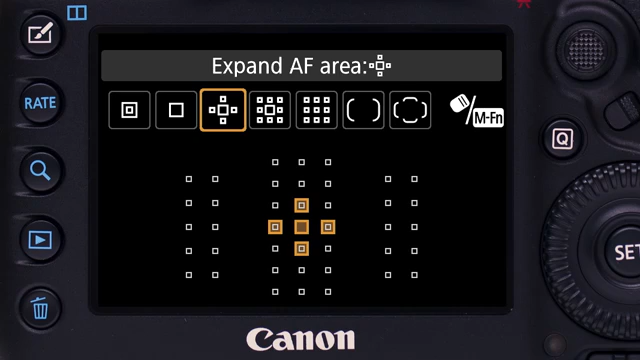 Expand AF area:
RATE
M-Fn
Q
SET
Canon